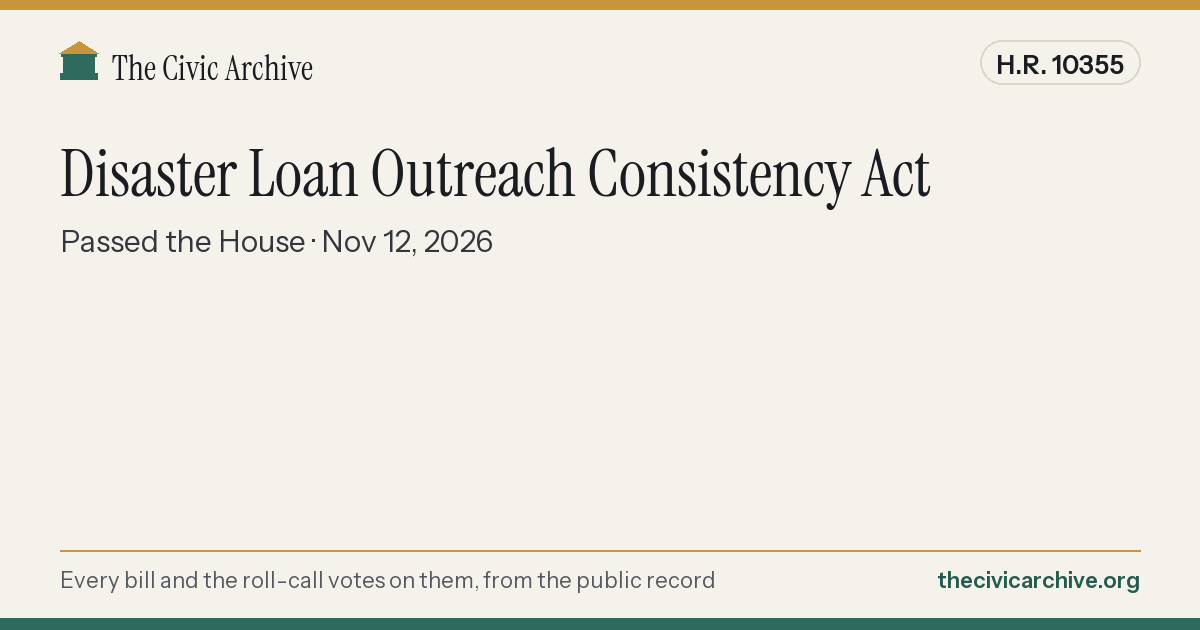 The Civic Archive
H.R. 10355
Disaster Loan Outreach Consistency Act
Passed the House · Nov 12, 2026
Every bill and the roll-call votes on them, from the public record
thecivicarchive.org